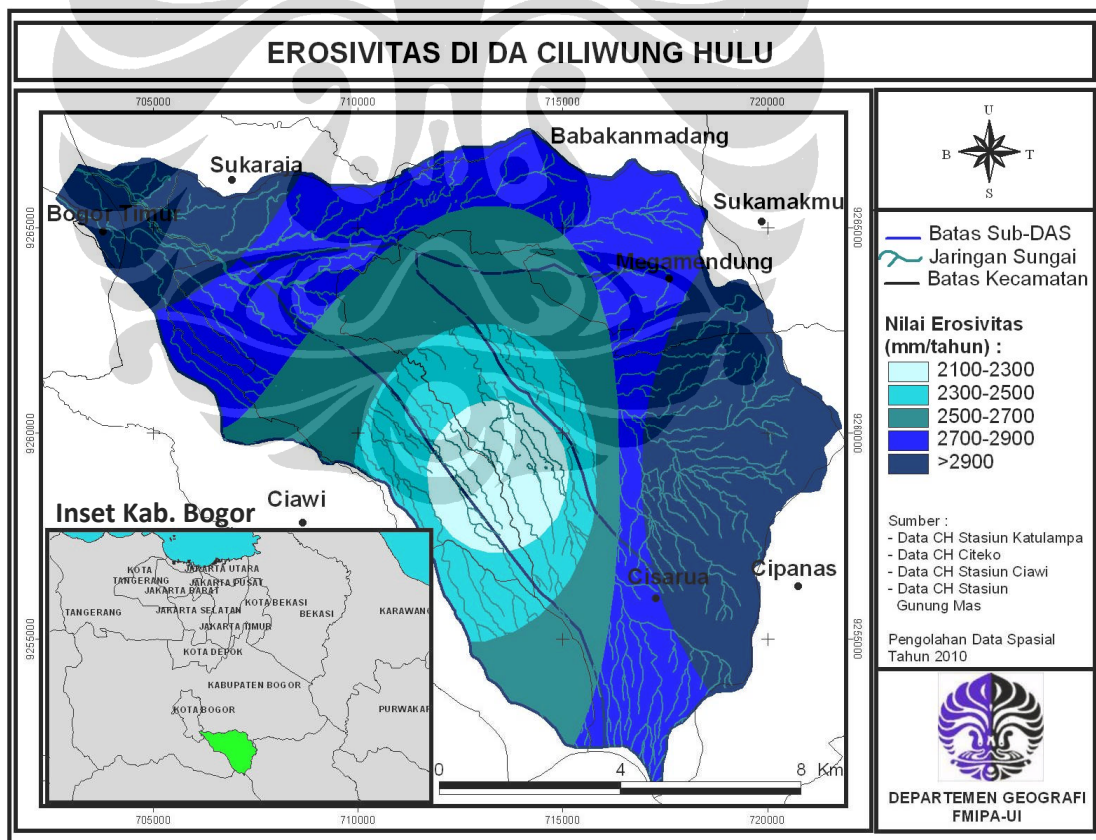 EROSIVITAS DI DA CILIWUNG HULU
705000
710000
715000
720000
Babakanmadang
Sukaraja
Sukamakmu
Bogor Timur
Megamendung
Ciawi
Cisarua
Cipanas
9265000
9260000
9255000
9265000
9260000
9255000
Inset Kab. Bogor
KOTA
TANGERANG
JAKARTA UTARA
JAKARTA PUSAT
JAKARTA BARAT
TANGERANG
JAKARTA SELATAN
KOTA BEKASI
BEKASI
KARAWANG
JAKARTA TIMUR
KOTA DEPOK
KABUPATEN BOGOR
KOTA BOGOR
PURWAKAR
0 4 8 Km
705000
710000
715000
720000
U
B T
S
Batas Sub-DAS
Jaringan Sungai
Batas Kecamatan
Nilai Erosivitas
(mm/tahun) :
2100-2300
2300-2500
2500-2700
2700-2900
>2900
Sumber :
- Data CH Stasiun Katulampa
- Data CH Citeko
- Data CH Stasiun Ciawi
- Data CH Stasiun
Gunung Mas
Pengolahan Data Spasial
Tahun 2010
DEPARTEMEN GEOGRAFI
FMIPA-UI